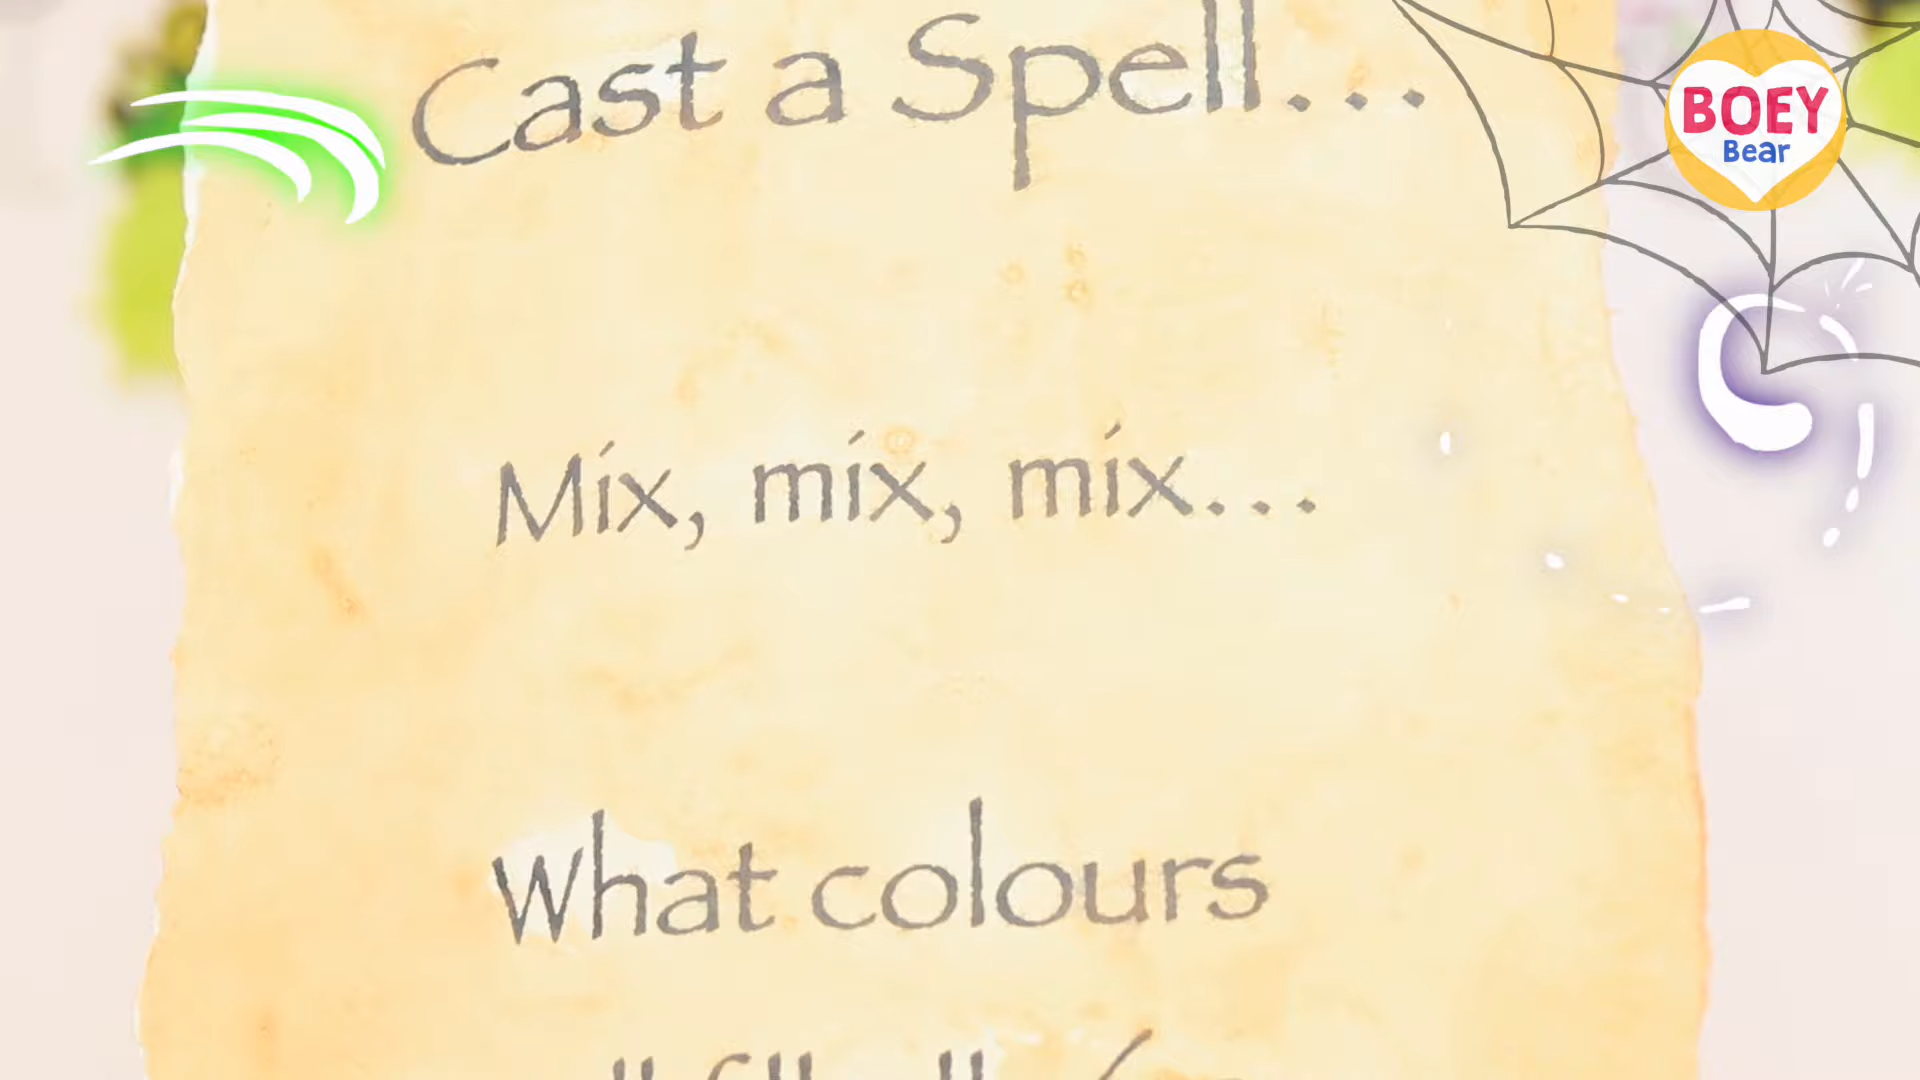 Cast a Spell...
BOEY
Bear
Mix, mix, mix...
What colours